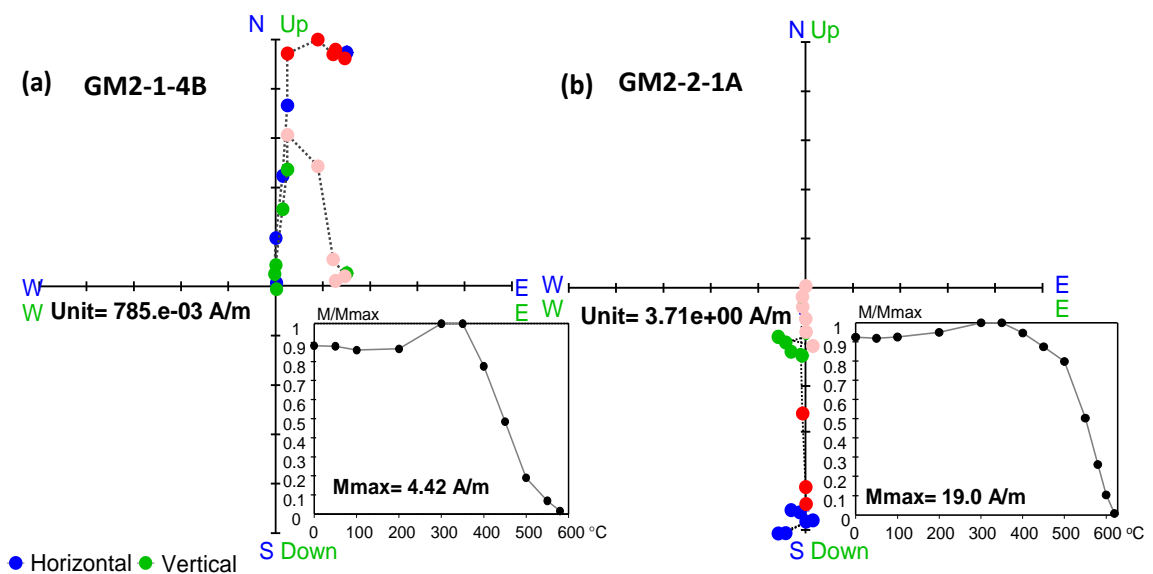 N Up
(a) GM2-1-4B
W E
W E
Unit= 785.e-03 A/m
M/Mmax
1
0.9
0.8
0.7
0.6
0.5
0.4
0.3
0.2
0.1
0
Mmax= 4.42 A/m
0 100 200 300 400 500 600 ºC
S Down
N Up
(b) GM2-2-1A
W E
W E
Unit= 3.71e+00 A/m
M/Mmax
1
0.9
0.8
0.7
0.6
0.5
0.4
0.3
0.2
0.1
0
Mmax= 19.0 A/m
0 100 200 300 400 500 600 ºC
S Down
Horizontal Vertical